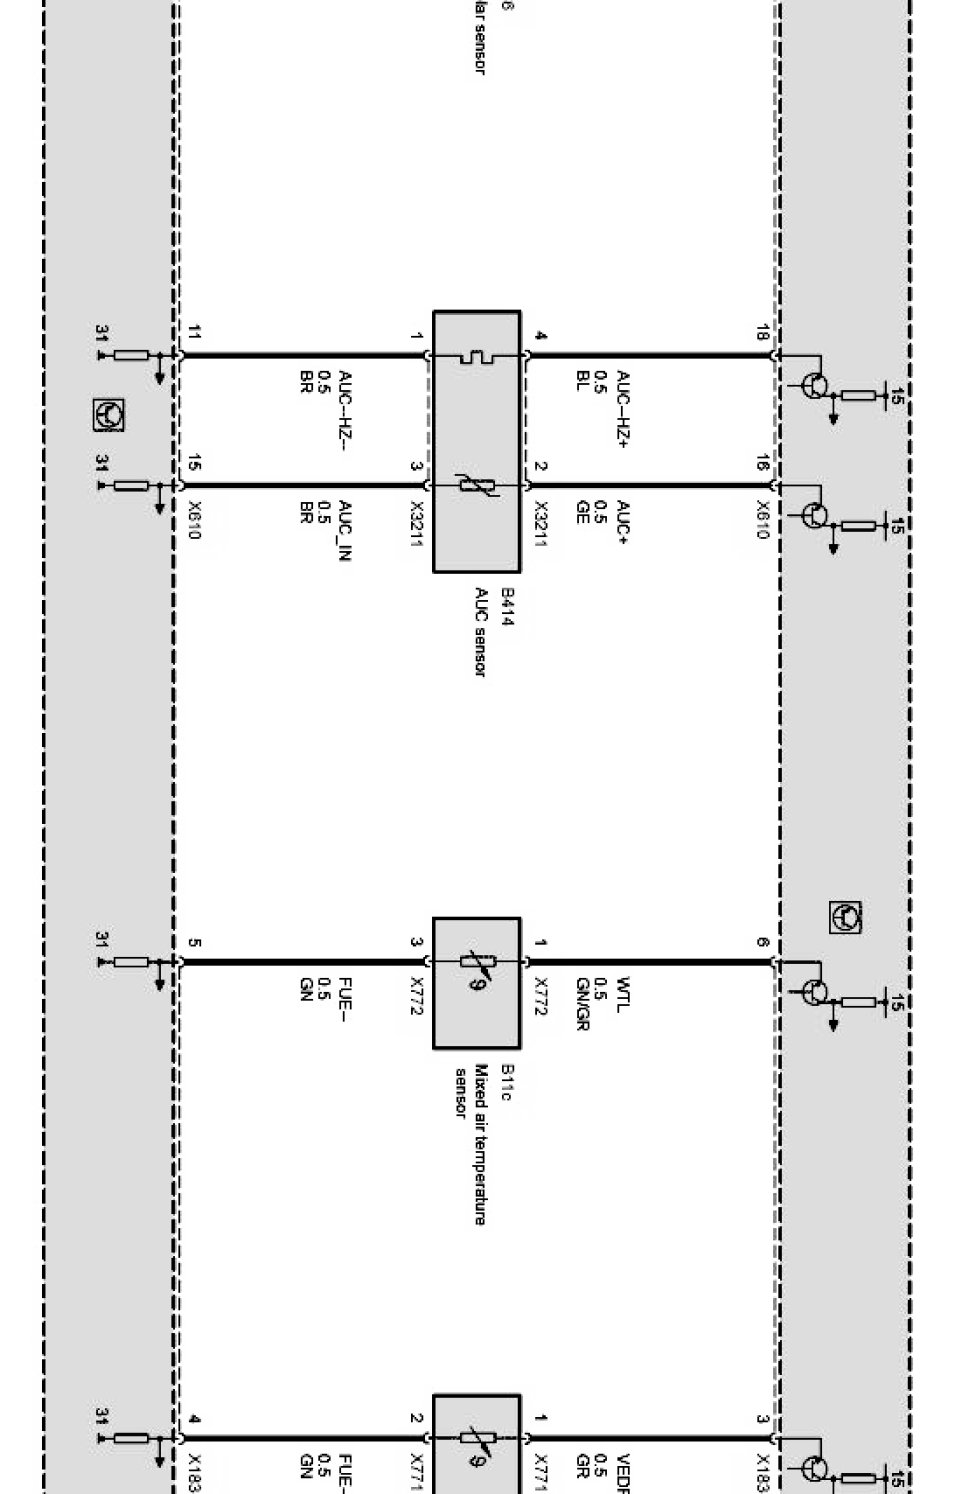 lar sensor
18
15
4
1
11
31
AUC--HZ+
0.5
BL
AUC--HZ--
0.5
BR
16
15
2
3
15
31
X610
AUC+
0.5
GE
X3211
X3211
AUC_IN
0.5
BR
X610
B414
AUC sensor
6
15
1
3
5
31
WTL
0.5
GN/GR
X772
X772
FUE--
0.5
GN
B11c
Mixed air temperature
sensor
3
15
1
2
4
31
X183
0.5
GR
X771
X771
FUE--
0.5
GN
X183